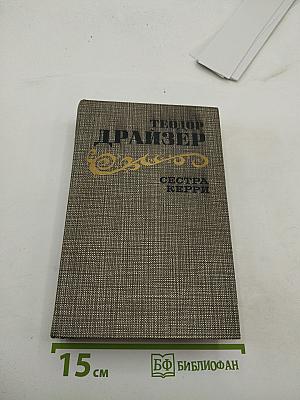 ТЕОДОР
ДРАЙЗЕР
СЕСТРА
КЕРРИ
15 см
БФ БИБЛИОФАН